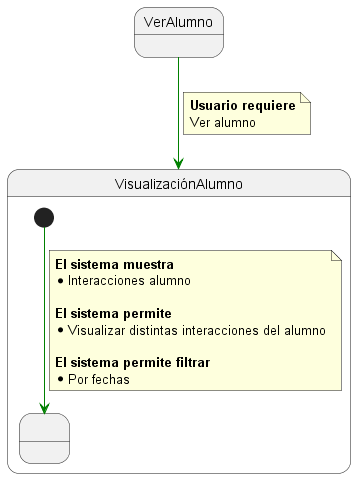 VerAlumno
Usuario requiere
Ver alumno
VisualizaciónAlumno
El sistema muestra
• Interacciones alumno
El sistema permite
• Visualizar distintas interacciones del alumno
El sistema permite filtrar
• Por fechas